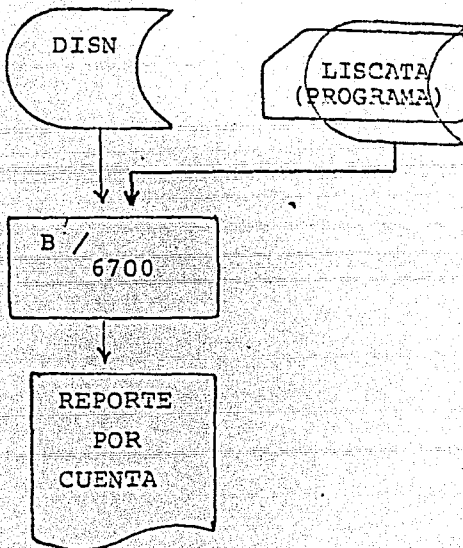 DISN
LISCATA
(PROGRAMA)
B /
6700
REPORTE
POR
CUENTA